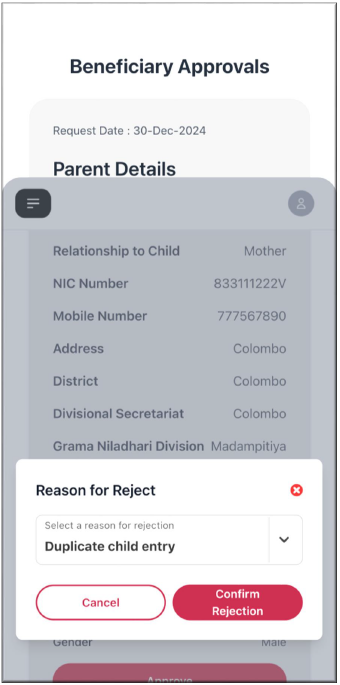 Beneficiary Approvals
Request Date : 30-Dec-2024
Parent Details
Relationship to Child Mother
NIC Number 833111222V
Mobile Number 777567890
Address Colombo
District Colombo
Divisional Secretariat Colombo
Grama Niladhari Division Madampitiya
Reason for Reject
Select a reason for rejection
Duplicate child entry
Cancel
Confirm
Rejection
Gender Male
Approve